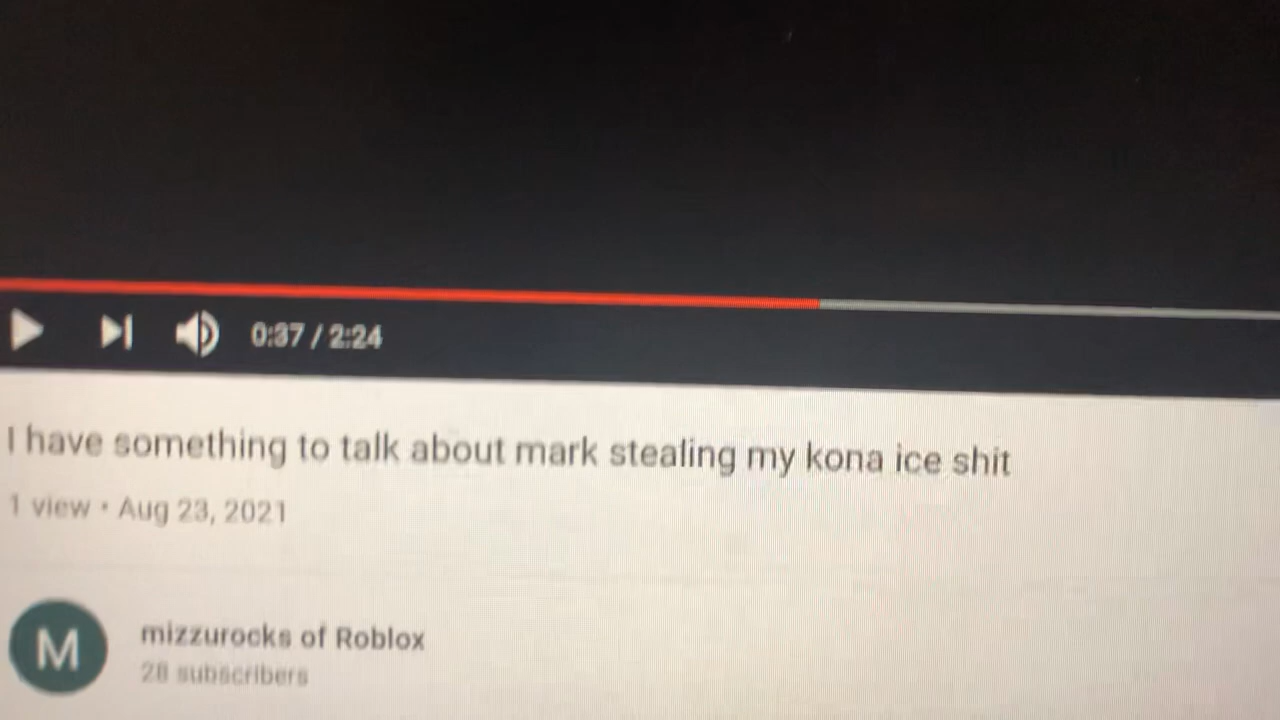 0:37 / 2:24
I have something to talk about mark stealing my kona ice shit
1 view • Aug 23, 2021
M
mizzurocks of Roblox
28 subscribers